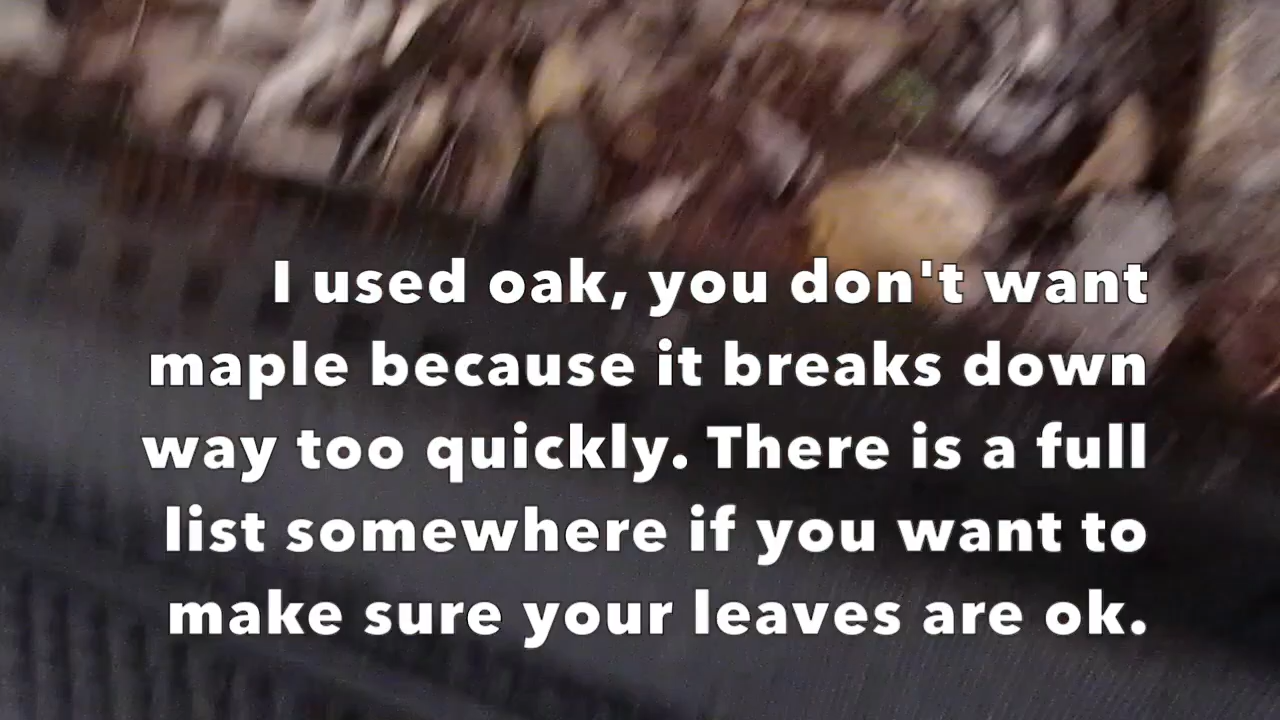 I used oak, you don't want
maple because it breaks down
way too quickly. There is a full
list somewhere if you want to
make sure your leaves are ok.